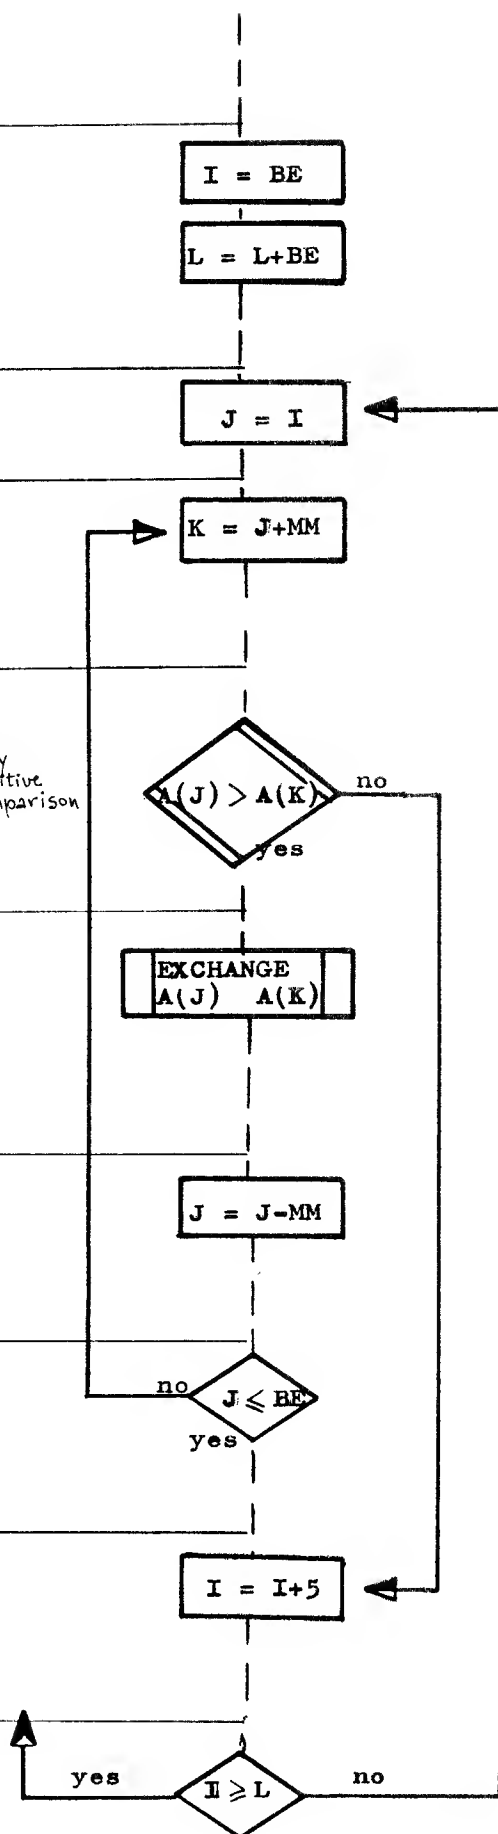 I = BE
L = L+BE
J = I
K = J+MM
A(J) > A(K)
no
yes
EXCHANGE
A(J) A(K)
J = J-MM
no
J ⩽ BE
yes
I = I+5
yes
I ⩾ L
no